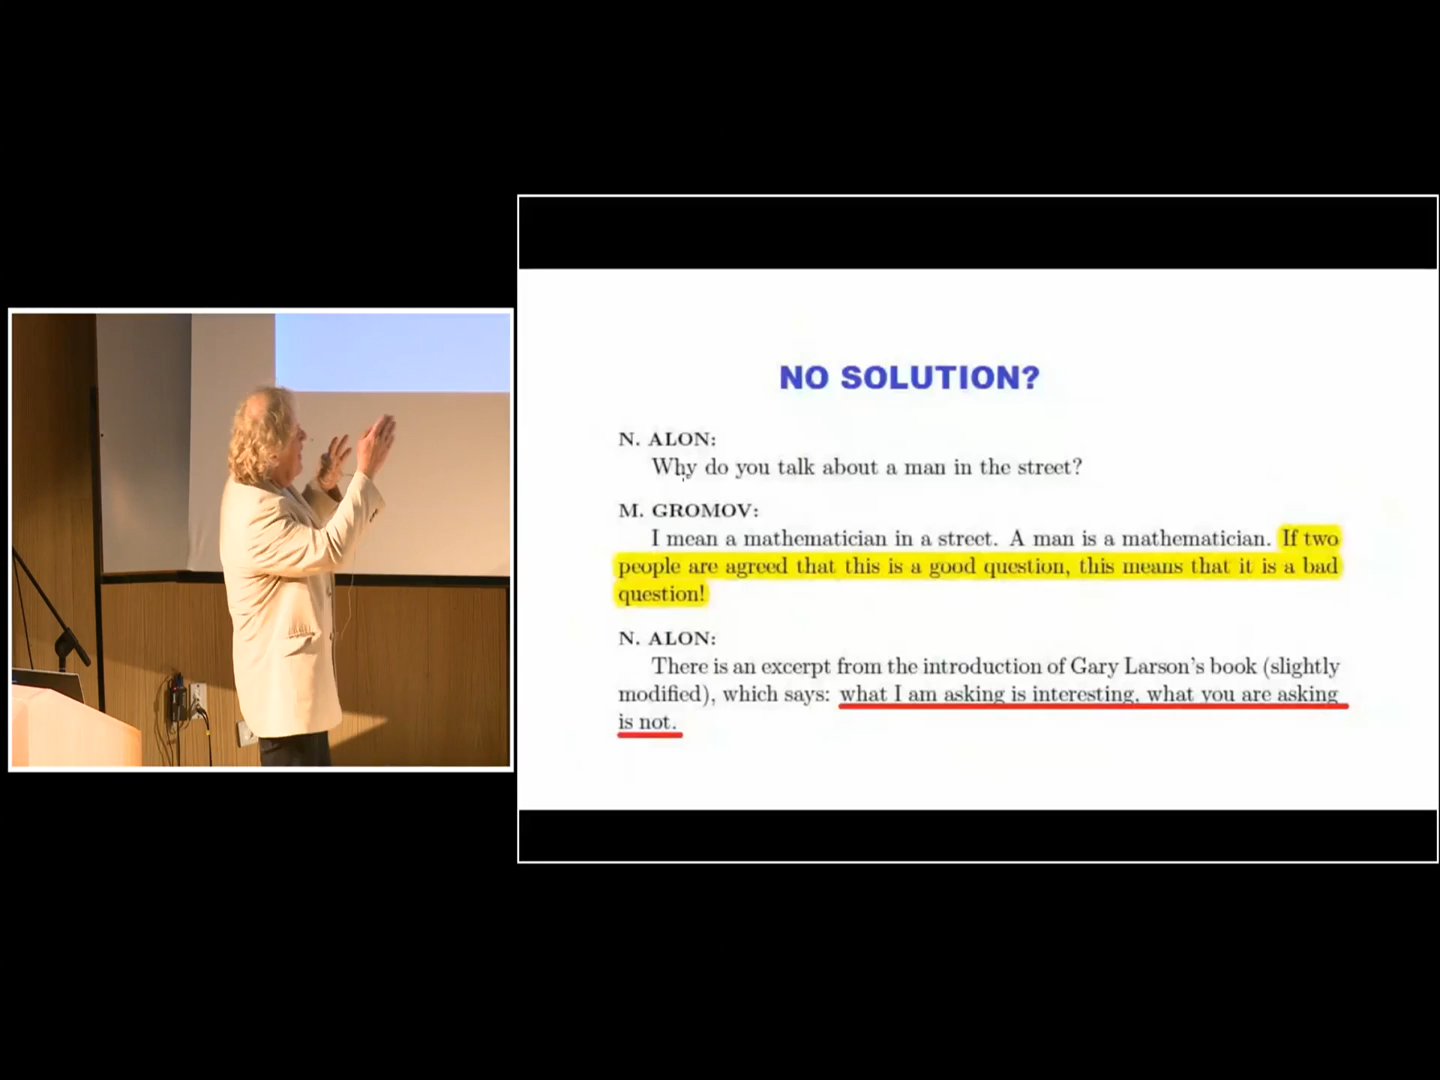 NO SOLUTION?
N. ALON:
Why do you talk about a man in the street?
M. GROMOV:
I mean a mathematician in a street. A man is a mathematician. If two
people are agreed that this is a good question, this means that it is a bad
question!
N. ALON:
There is an excerpt from the introduction of Gary Larson's book (slightly
modified), which says: what I am asking is interesting, what you are asking
is not.